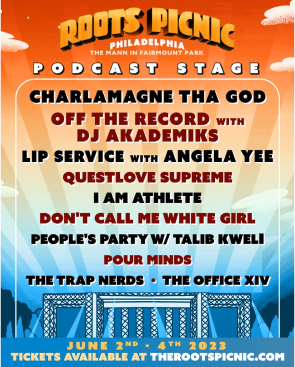 ROOTS PICNIC
PHILADELPHIA
THE MANN IN FAIRMOUNT PARK
PODCAST STAGE
CHARLAMAGNE THA GOD
OFF THE RECORD WITH
DJ AKADEMIKS
LIP SERVICE WITH ANGELA YEE
QUESTLOVE SUPREME
I AM ATHLETE
DON'T CALL ME WHITE GIRL
PEOPLE'S PARTY W/ TALIB KWELI
POUR MINDS
THE TRAP NERDS • THE OFFICE XIV
JUNE 2ND - 4TH 2023
TICKETS AVAILABLE AT THEROOTSPICNIC.COM